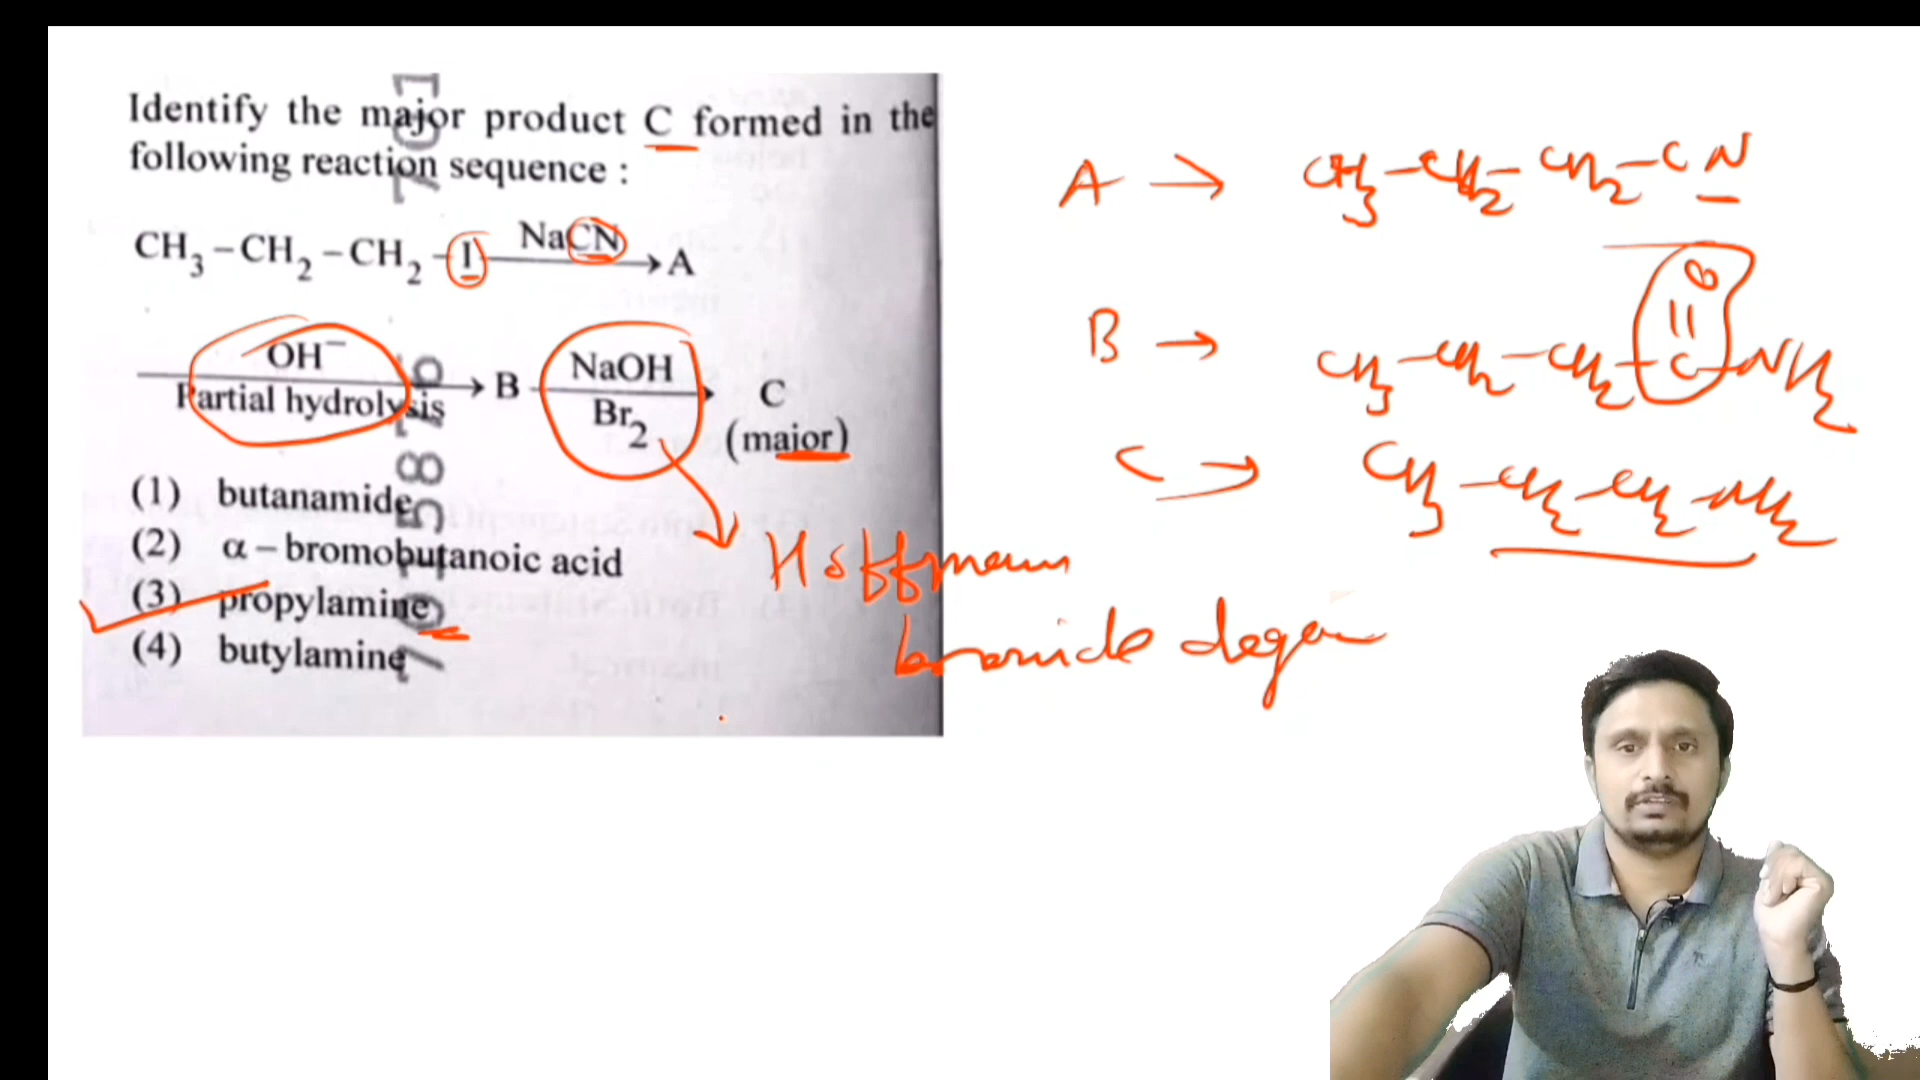 Identify the major product C formed in the
following reaction sequence :
CH₃ – CH₂ – CH₂ – I NaCN → A
OH⁻
Partial hydrolysis → B NaOH
Br₂ → C
(major)
(1) butanamide
(2) α – bromobutanoic acid
(3) propylamine
(4) butylamine
A → CH₃ – CH₂ – CH₂ – CN
O
||
B → CH₃ – CH₂ – CH₂ – C – NH₂
C → CH₃ – CH₂ – CH₂ – NH₂
Hoffmann
bromide